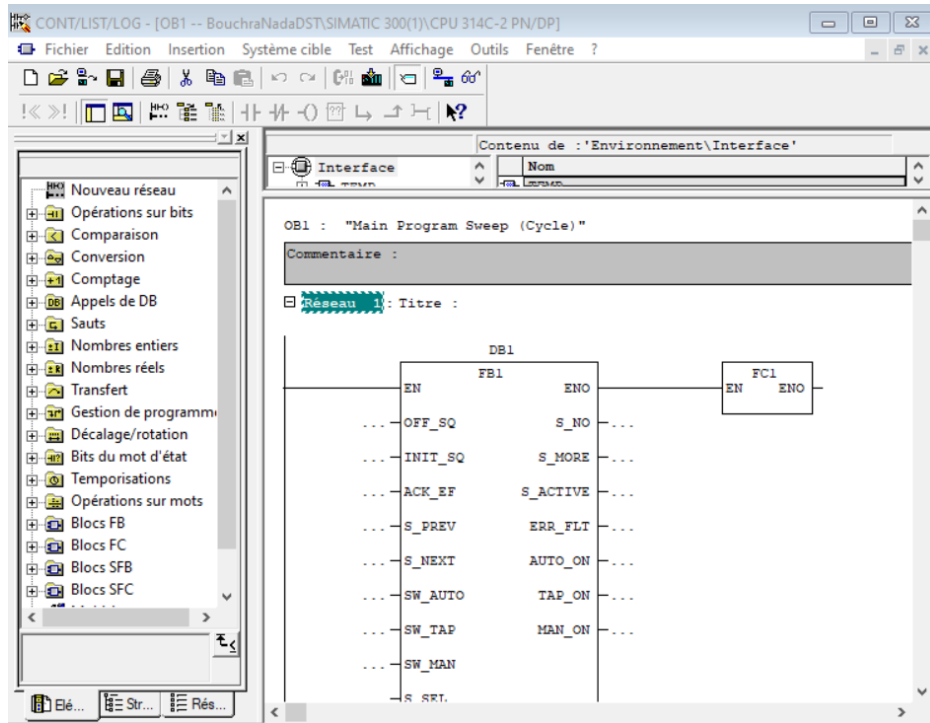 CONT/LIST/LOG - [OB1 -- BouchraNadaDST\SIMATIC 300(1)\CPU 314C-2 PN/DP]
Fichier Edition Insertion Système cible Test Affichage Outils Fenêtre ?
Contenu de :'Environnement\Interface'
Interface
Nom
Nouveau réseau
Opérations sur bits
Comparaison
Conversion
Comptage
Appels de DB
Sauts
Nombres entiers
Nombres réels
Transfert
Gestion de programm
Décalage/rotation
Bits du mot d'état
Temporisations
Opérations sur mots
Blocs FB
Blocs FC
Blocs SFB
Blocs SFC
Elé... Str... Rés...
OB1 : "Main Program Sweep (Cycle)"
Commentaire :
Réseau 1: Titre :
DB1
FB1
EN ENO
... OFF_SQ S_NO ...
... INIT_SQ S_MORE ...
... ACK_EF S_ACTIVE ...
... S_PREV ERR_FLT ...
... S_NEXT AUTO_ON ...
... SW_AUTO TAP_ON ...
... SW_TAP MAN_ON ...
... SW_MAN
S_SEL
FC1
EN ENO